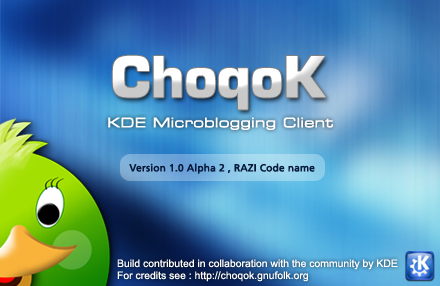 ChoqoK
KDE Microblogging Client
Version 1.0 Alpha 2 , RAZI Code name
Build contributed in collaboration with the community by KDE
For credits see : http://choqok.gnufolk.org